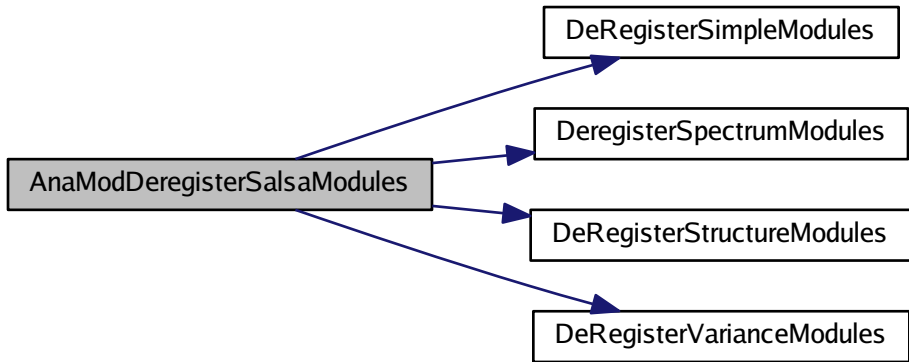 DeRegisterSimpleModules
DeregisterSpectrumModules
AnaModDeregisterSalsaModules
DeRegisterStructureModules
DeRegisterVarianceModules